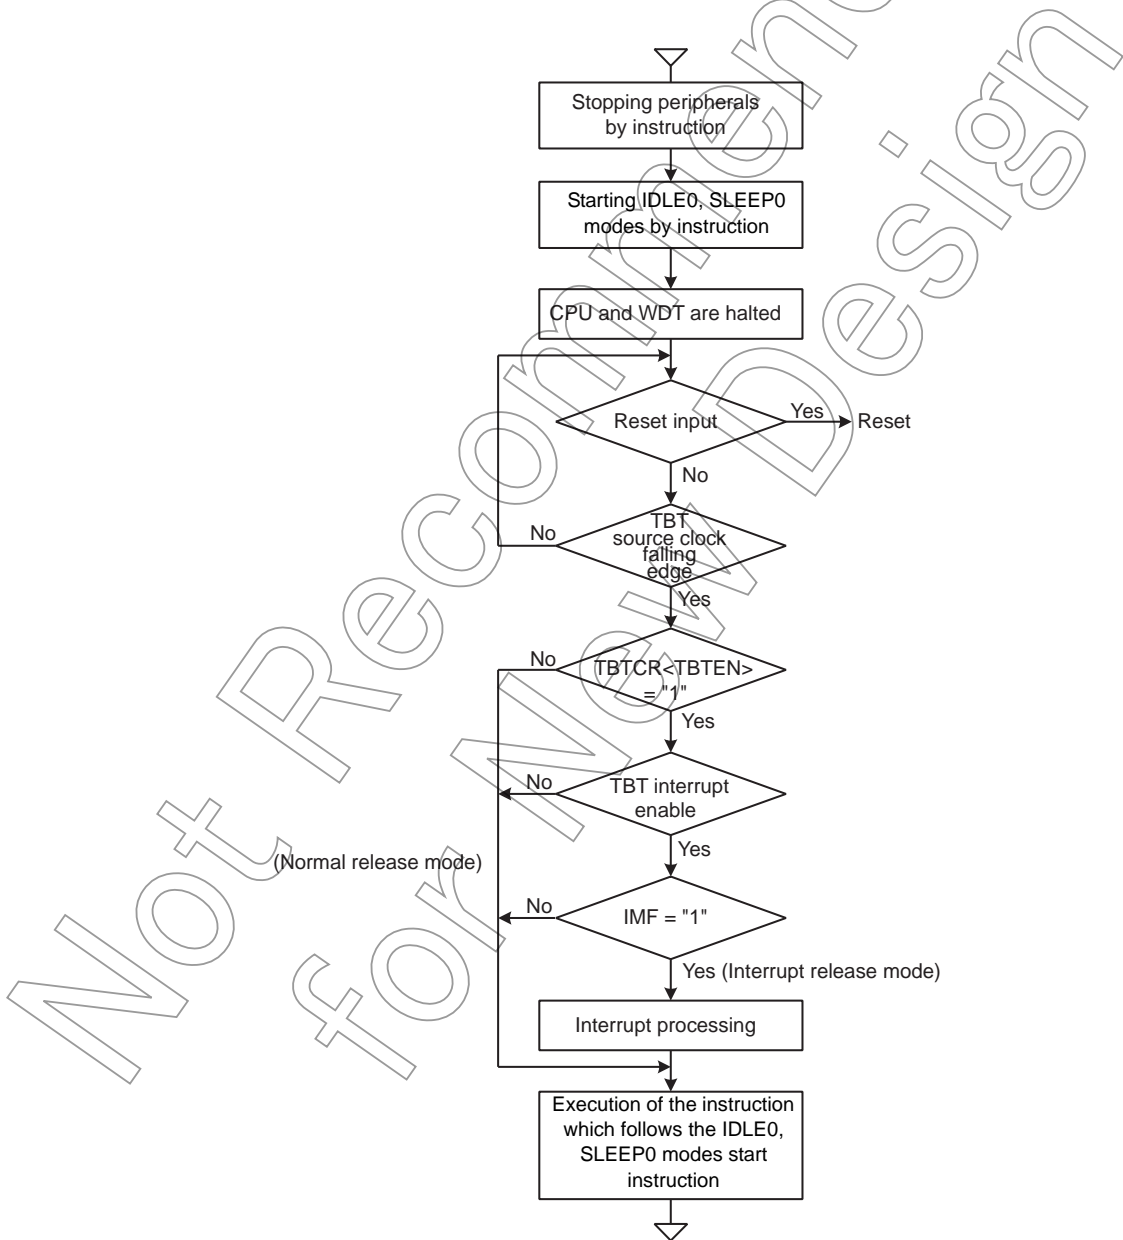 Stopping peripherals
by instruction
Starting IDLE0, SLEEP0
modes by instruction
CPU and WDT are halted
Reset input
Yes
Reset
No
No
TBT
source clock
falling
edge
Yes
No
TBTCR<TBTEN>
= "1"
Yes
No
TBT interrupt
enable
Yes
(Normal release mode)
No
IMF = "1"
Yes (Interrupt release mode)
Interrupt processing
Execution of the instruction
which follows the IDLE0,
SLEEP0 modes start
instruction
Not Recommen
for New Design